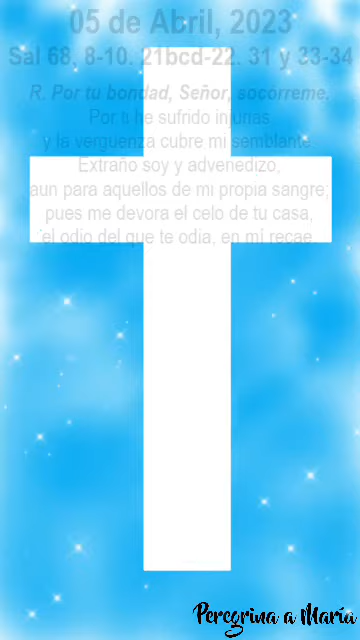 05 de Abril, 2023
Sal 68, 8-10. 21bcd-22. 31 y 33-34
R. Por tu bondad, Señor, socórreme.
Por ti he sufrido injurias
y la vergüenza cubre mi semblante.
Extraño soy y advenedizo,
aun para aquellos de mi propia sangre;
pues me devora el celo de tu casa,
el odio del que te odia, en mí recae.
Peregrina a María